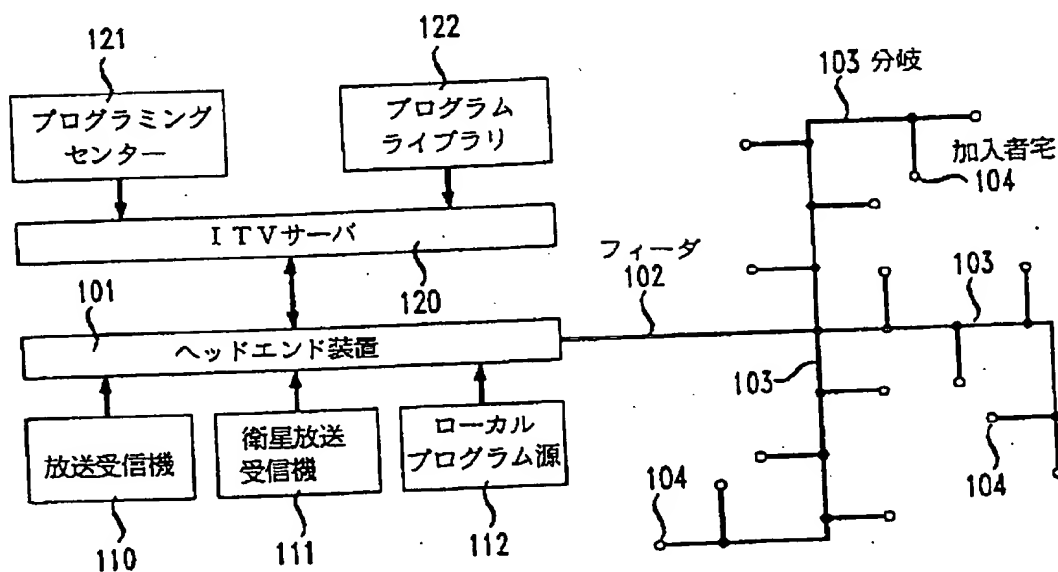 121
プログラミング
センター
122
プログラム
ライブラリ
ITVサーバ
120
101
ヘッドエンド装置
放送受信機
110
衛星放送
受信機
111
ローカル
プログラム源
112
フィーダ
102
103 分岐
加入者宅
104
103
103
104
104